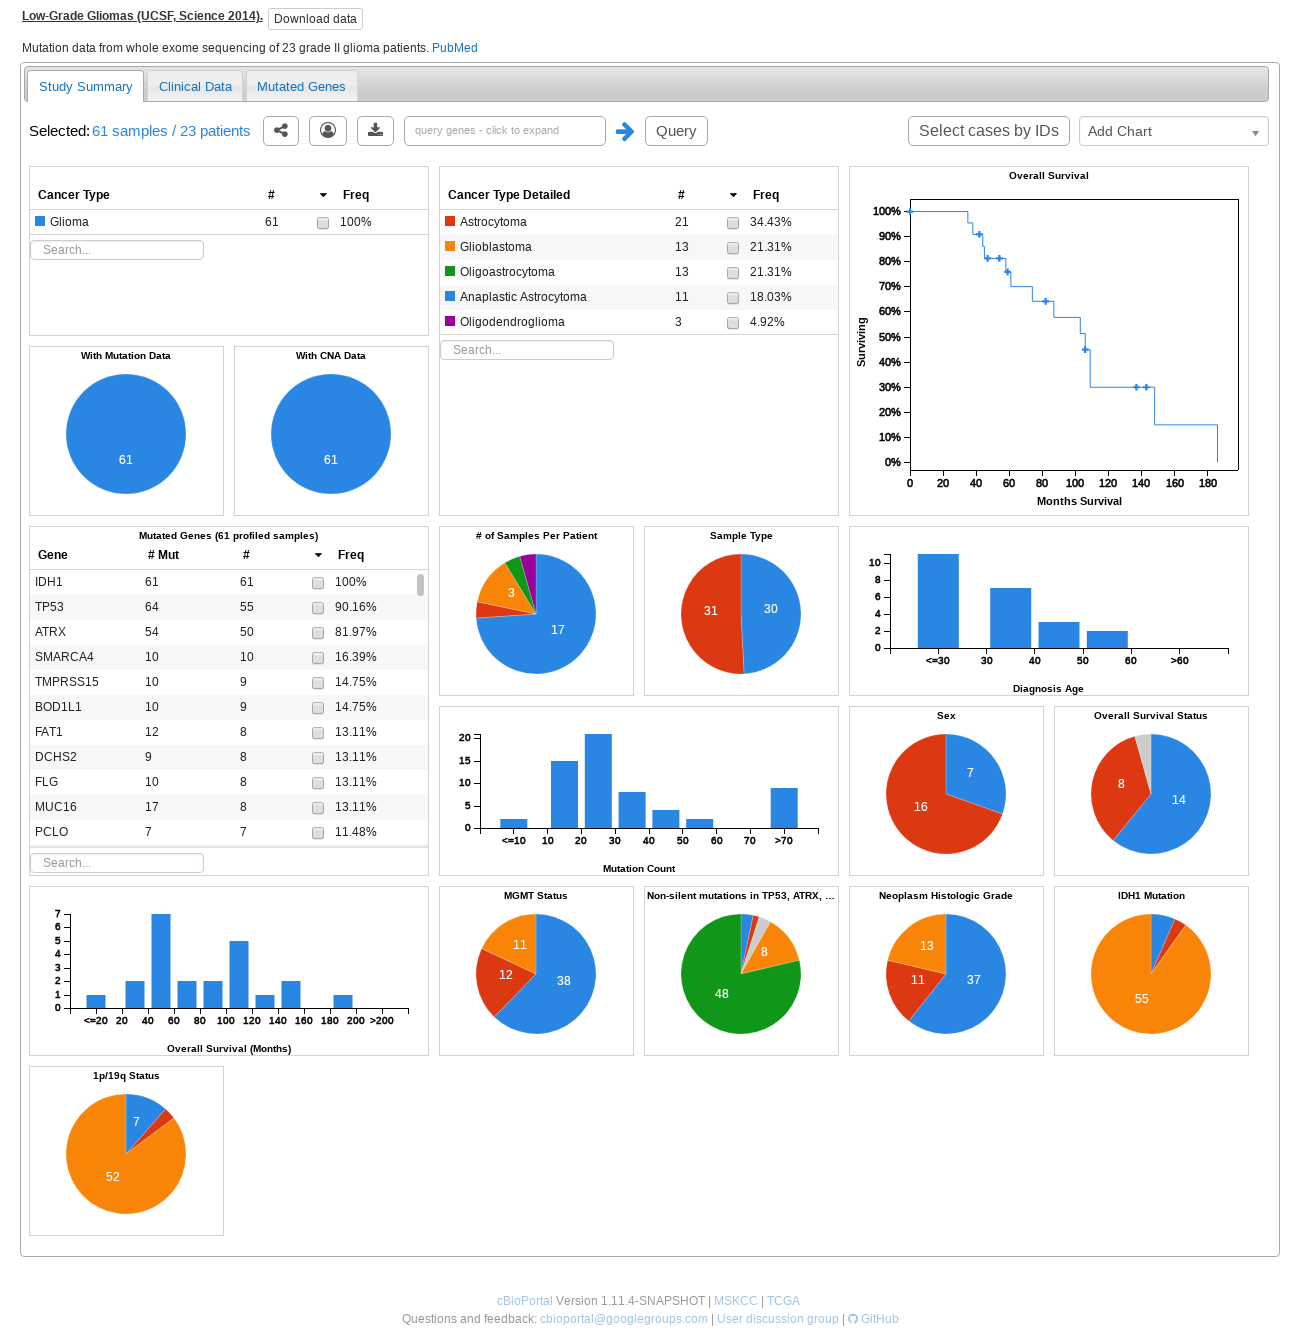 Low-Grade Gliomas (UCSF, Science 2014). Download data
Mutation data from whole exome sequencing of 23 grade II glioma patients. PubMed
Study Summary Clinical Data Mutated Genes
Selected: 61 samples / 23 patients query genes - click to expand Query Select cases by IDs Add Chart
Cancer Type # Freq
Glioma 61 100%
Search...
Cancer Type Detailed # Freq
Astrocytoma 21 34.43%
Glioblastoma 13 21.31%
Oligoastrocytoma 13 21.31%
Anaplastic Astrocytoma 11 18.03%
Oligodendroglioma 3 4.92%
Search...
Overall Survival
100%
90%
80%
70%
60%
50%
40%
30%
20%
10%
0%
Surviving
0 20 40 60 80 100 120 140 160 180
Months Survival
With Mutation Data
61
With CNA Data
61
Mutated Genes (61 profiled samples)
Gene # Mut # Freq
IDH1 61 61 100%
TP53 64 55 90.16%
ATRX 54 50 81.97%
SMARCA4 10 10 16.39%
TMPRSS15 10 9 14.75%
BOD1L1 10 9 14.75%
FAT1 12 8 13.11%
DCHS2 9 8 13.11%
FLG 10 8 13.11%
MUC16 17 8 13.11%
PCLO 7 7 11.48%
Search...
# of Samples Per Patient
3
17
Sample Type
31 30
10
8
6
4
2
0
<=30 30 40 50 60 >60
Diagnosis Age
20
15
10
5
0
<=10 10 20 30 40 50 60 70 >70
Mutation Count
Sex
7
16
Overall Survival Status
8
14
7
6
5
4
3
2
1
0
<=20 20 40 60 80 100 120 140 160 180 200 >200
Overall Survival (Months)
MGMT Status
11
12
38
Non-silent mutations in TP53, ATRX, ...
8
48
Neoplasm Histologic Grade
13
11
37
IDH1 Mutation
55
1p/19q Status
7
52
cBioPortal Version 1.11.4-SNAPSHOT | MSKCC | TCGA
Questions and feedback: cbioportal@googlegroups.com | User discussion group | GitHub